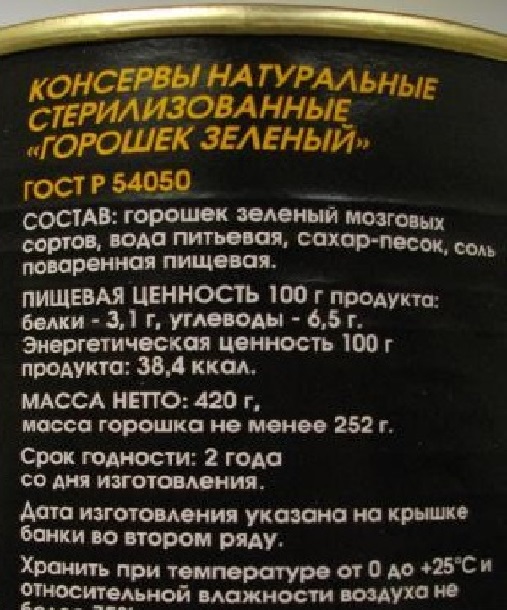 КОНСЕРВЫ НАТУРАЛЬНЫЕ
СТЕРИЛИЗОВАННЫЕ
«ГОРОШЕК ЗЕЛЕНЫЙ»
ГОСТ Р 54050
СОСТАВ: горошек зеленый мозговых
сортов, вода питьевая, сахар-песок, соль
поваренная пищевая.
ПИЩЕВАЯ ЦЕННОСТЬ 100 г продукта:
белки - 3,1 г, углеводы - 6,5 г.
Энергетическая ценность 100 г
продукта: 38,4 ккал.
МАССА НЕТТО: 420 г,
масса горошка не менее 252 г.
Срок годности: 2 года
со дня изготовления.
Дата изготовления указана на крышке
банки во втором ряду.
Хранить при температуре от 0 до +25°С и
относительной влажности воздуха не
более 75%